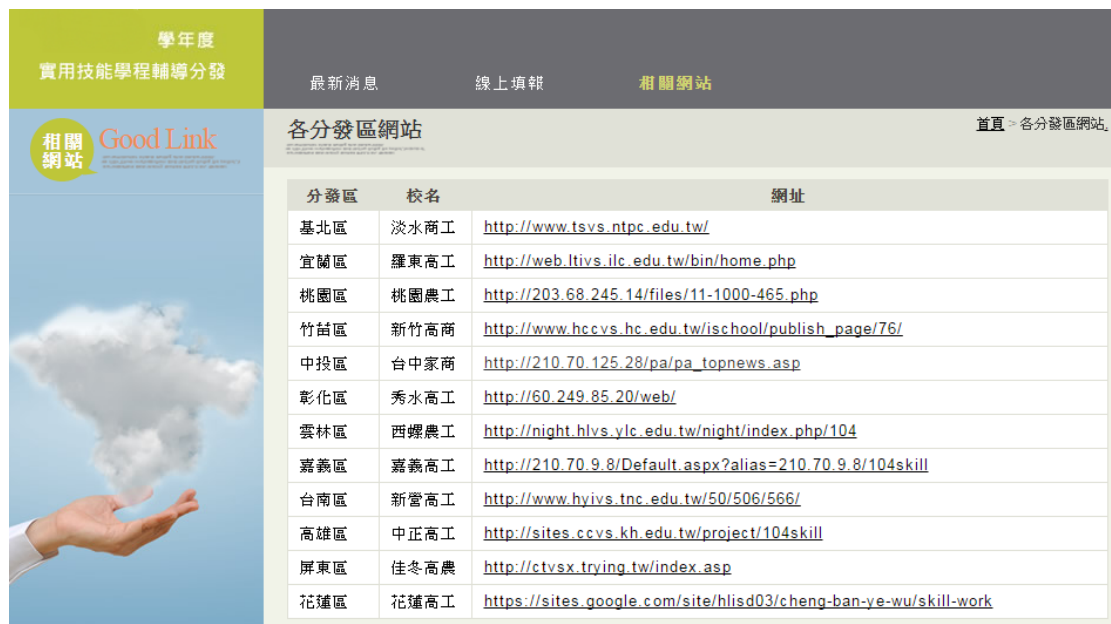 學年度
實用技能學程輔導分發
最新消息 線上填報 相關網站
相關
網站
Good Link
各分發區網站
首頁 > 各分發區網站
分發區 校名 網址
基北區 淡水商工 http://www.tsvs.ntpc.edu.tw/
宜蘭區 羅東高工 http://web.ltivs.ilc.edu.tw/bin/home.php
桃園區 桃園農工 http://203.68.245.14/files/11-1000-465.php
竹苗區 新竹高商 http://www.hccvs.hc.edu.tw/ischool/publish_page/76/
中投區 台中家商 http://210.70.125.28/pa/pa_topnews.asp
彰化區 秀水高工 http://60.249.85.20/web/
雲林區 西螺農工 http://night.hlvs.ylc.edu.tw/night/index.php/104
嘉義區 嘉義高工 http://210.70.9.8/Default.aspx?alias=210.70.9.8/104skill
台南區 新營高工 http://www.hyivs.tnc.edu.tw/50/506/566/
高雄區 中正高工 http://sites.ccvs.kh.edu.tw/project/104skill
屏東區 佳冬高農 http://ctvsx.trying.tw/index.asp
花蓮區 花蓮高工 https://sites.google.com/site/hlisd03/cheng-ban-ye-wu/skill-work